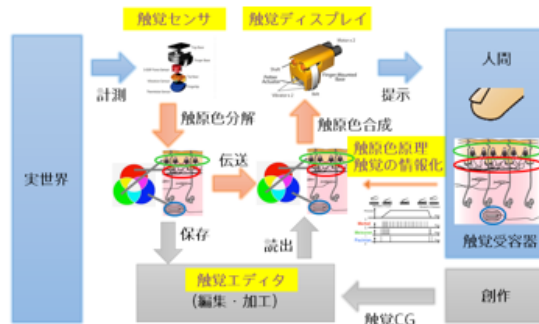 触覚センサ
触覚ディスプレイ
人間
計測
提示
触原色分解
触原色合成
実世界
伝送
触原色原理
触覚の情報化
触覚受容器
保存
読出
触覚エディタ
(編集・加工)
触覚CG
創作